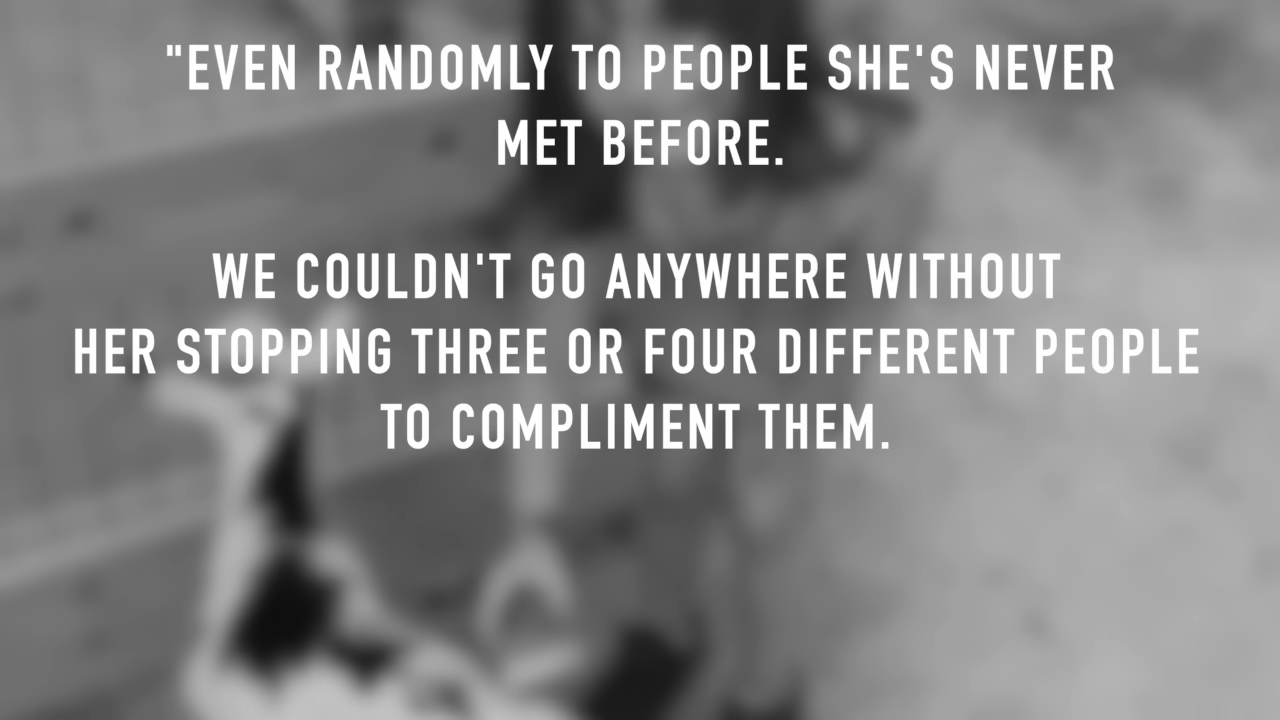 "EVEN RANDOMLY TO PEOPLE SHE'S NEVER
MET BEFORE.
WE COULDN'T GO ANYWHERE WITHOUT
HER STOPPING THREE OR FOUR DIFFERENT PEOPLE
TO COMPLIMENT THEM.